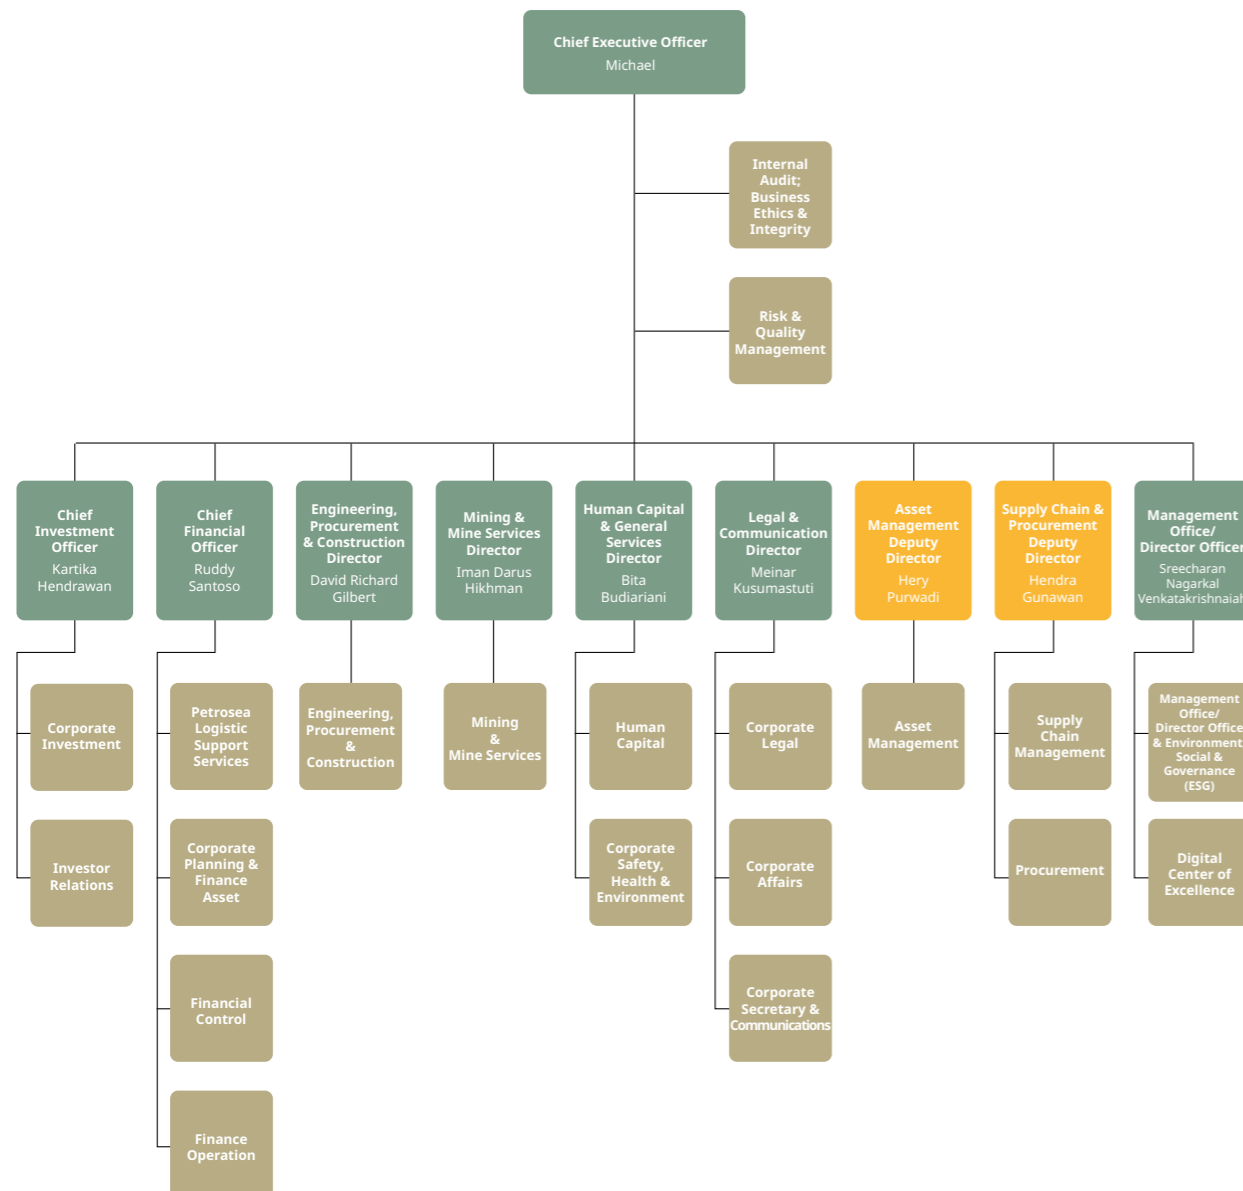 Chief Executive Officer
Michael
Internal
Audit;
Business
Ethics &
Integrity
Risk &
Quality
Management
Chief
Investment
Officer
Kartika
Hendrawan
Chief
Financial
Officer
Ruddy
Santoso
Engineering,
Procurement
& Construction
Director
David Richard
Gilbert
Mining &
Mine Services
Director
Iman Darus
Hikhman
Human Capital
& General
Services
Director
Bita
Budiariani
Legal &
Communication
Director
Meinar
Kusumastuti
Asset
Management
Deputy
Director
Hery
Purwadi
Supply Chain &
Procurement
Deputy
Director
Hendra
Gunawan
Management
Office/
Director Officer
Sreecharan
Nagarkal
Venkatakrishnaiah
Corporate
Investment
Investor
Relations
Petrosea
Logistic
Support
Services
Corporate
Planning &
Finance
Asset
Financial
Control
Finance
Operation
Engineering,
Procurement
&
Construction
Mining
&
Mine Services
Human
Capital
Corporate
Safety,
Health &
Environment
Corporate
Legal
Corporate
Affairs
Corporate
Secretary &
Communications
Asset
Management
Supply
Chain
Management
Procurement
Management
Office/
Director Office
& Environment,
Social &
Governance
(ESG)
Digital
Center of
Excellence